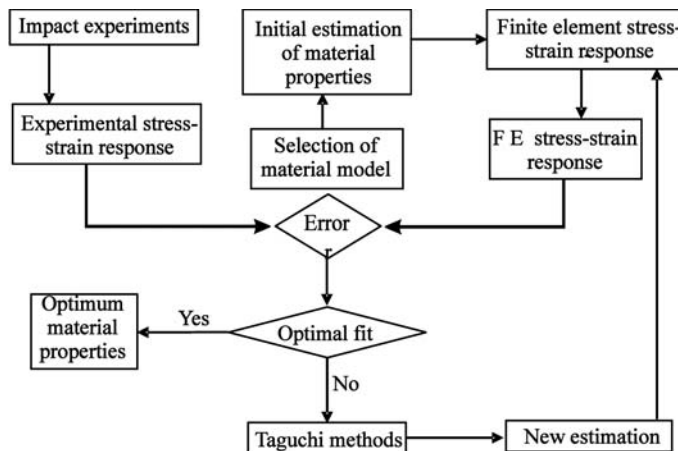 Impact experiments
Initial estimation
of material
properties
Finite element stress-
strain response
Experimental stress-
strain response
Selection of
material model
F E stress-strain
response
Error
r
Optimum
material
properties
Yes
Optimal fit
No
Taguchi methods
New estimation